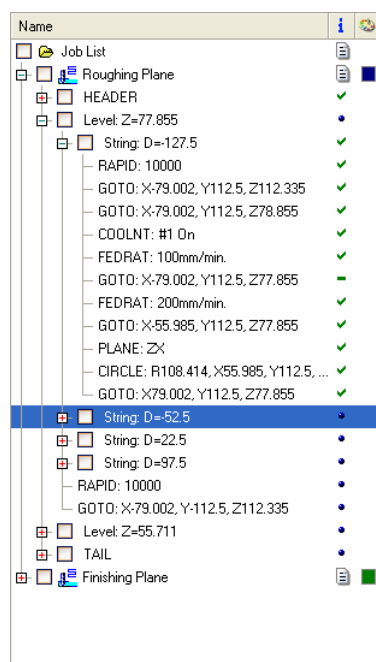 Name i
Job List
Roughing Plane
HEADER
Level: Z=77.855
String: D=-127.5
RAPID: 10000
GOTO: X-79.002, Y112.5, Z112.335
GOTO: X-79.002, Y112.5, Z78.855
COOLNT: #1 On
FEDRAT: 100mm/min.
GOTO: X-79.002, Y112.5, Z77.855
FEDRAT: 200mm/min.
GOTO: X-55.985, Y112.5, Z77.855
PLANE: ZX
CIRCLE: R108.414, X55.985, Y112.5, ...
GOTO: X79.002, Y112.5, Z77.855
String: D=-52.5
String: D=22.5
String: D=97.5
RAPID: 10000
GOTO: X-79.002, Y-112.5, Z112.335
Level: Z=55.711
TAIL
Finishing Plane